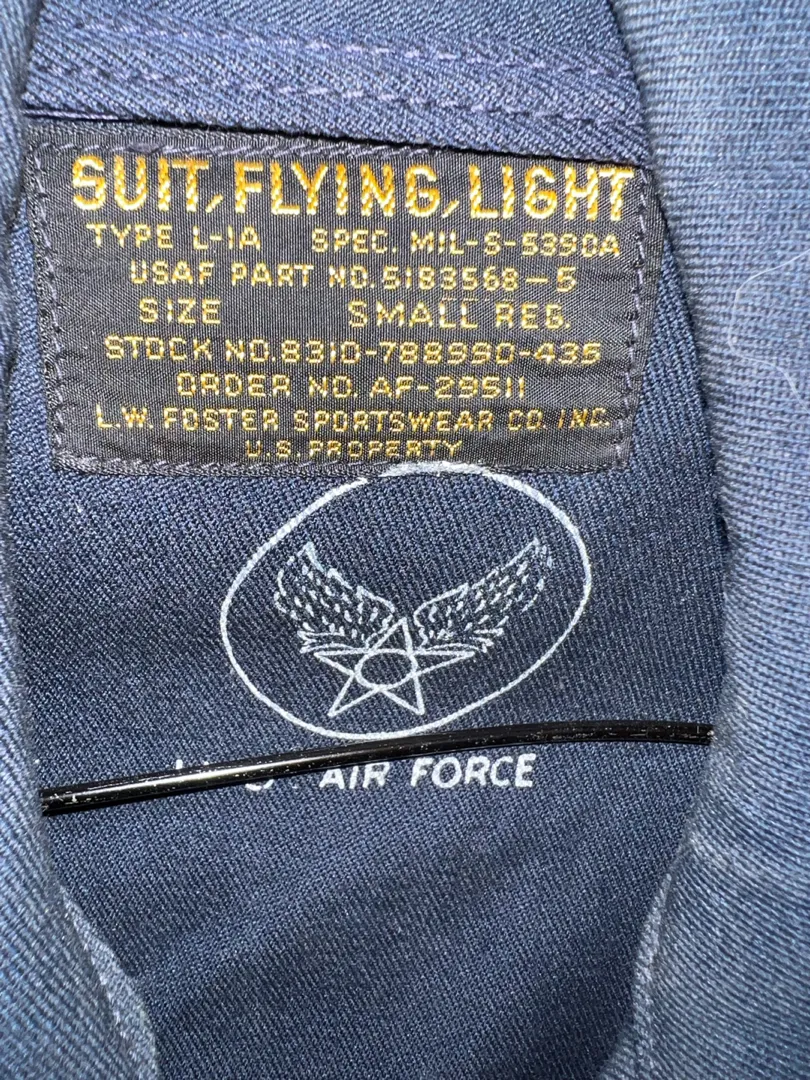 SUIT, FLYING, LIGHT
TYPE L-1A SPEC. MIL-S-5390A
USAF PART NO. 5183568-5
SIZE SMALL REG.
STOCK NO. 8310-788990-435
ORDER NO. AF-29511
L.W. FOSTER SPORTSWEAR CO. INC.
U.S. PROPERTY
AIR FORCE